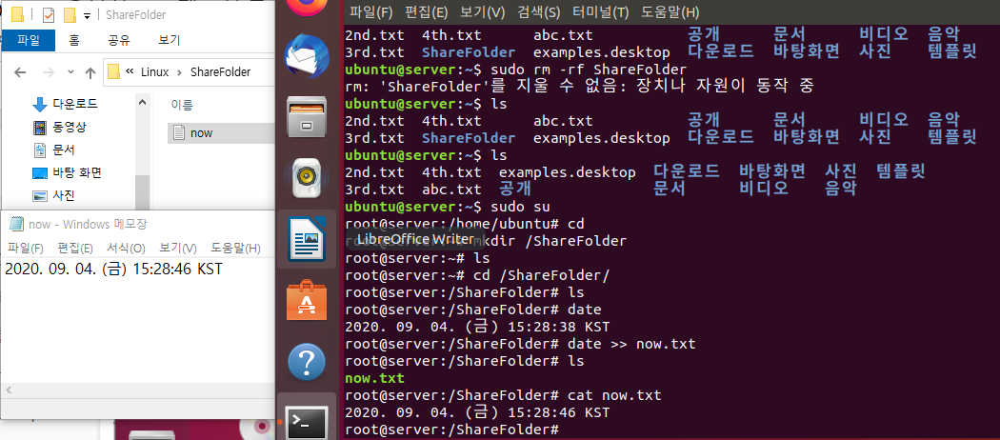 ShareFolder
파일 홈 공유 보기
Linux > ShareFolder
다운로드
동영상
문서
바탕 화면
사진
이름
now
now - Windows 메모장
파일(F) 편집(E) 서식(O) 보기(V) 도움말(H)
2020. 09. 04. (금) 15:28:46 KST
파일(F) 편집(E) 보기(V) 검색(S) 터미널(T) 도움말(H)
2nd.txt 4th.txt abc.txt 공개 문서 비디오 음악
3rd.txt ShareFolder examples.desktop 다운로드 바탕화면 사진 템플릿
ubuntu@server:~$ sudo rm -rf ShareFolder
rm: 'ShareFolder'를 지울 수 없음: 장치나 자원이 동작 중
ubuntu@server:~$ ls
2nd.txt 4th.txt abc.txt 공개 문서 비디오 음악
3rd.txt ShareFolder examples.desktop 다운로드 바탕화면 사진 템플릿
ubuntu@server:~$ ls
2nd.txt 4th.txt examples.desktop 다운로드 바탕화면 사진 템플릿
3rd.txt abc.txt 공개 문서 비디오 음악
ubuntu@server:~$ sudo su
root@server:/home/ubuntu# cd
root@server:~# mkdir /ShareFolder
LibreOffice Writer
root@server:~# ls
root@server:~# cd /ShareFolder/
root@server:/ShareFolder# ls
root@server:/ShareFolder# date
2020. 09. 04. (금) 15:28:38 KST
root@server:/ShareFolder# date >> now.txt
root@server:/ShareFolder# ls
now.txt
root@server:/ShareFolder# cat now.txt
2020. 09. 04. (금) 15:28:46 KST
root@server:/ShareFolder#